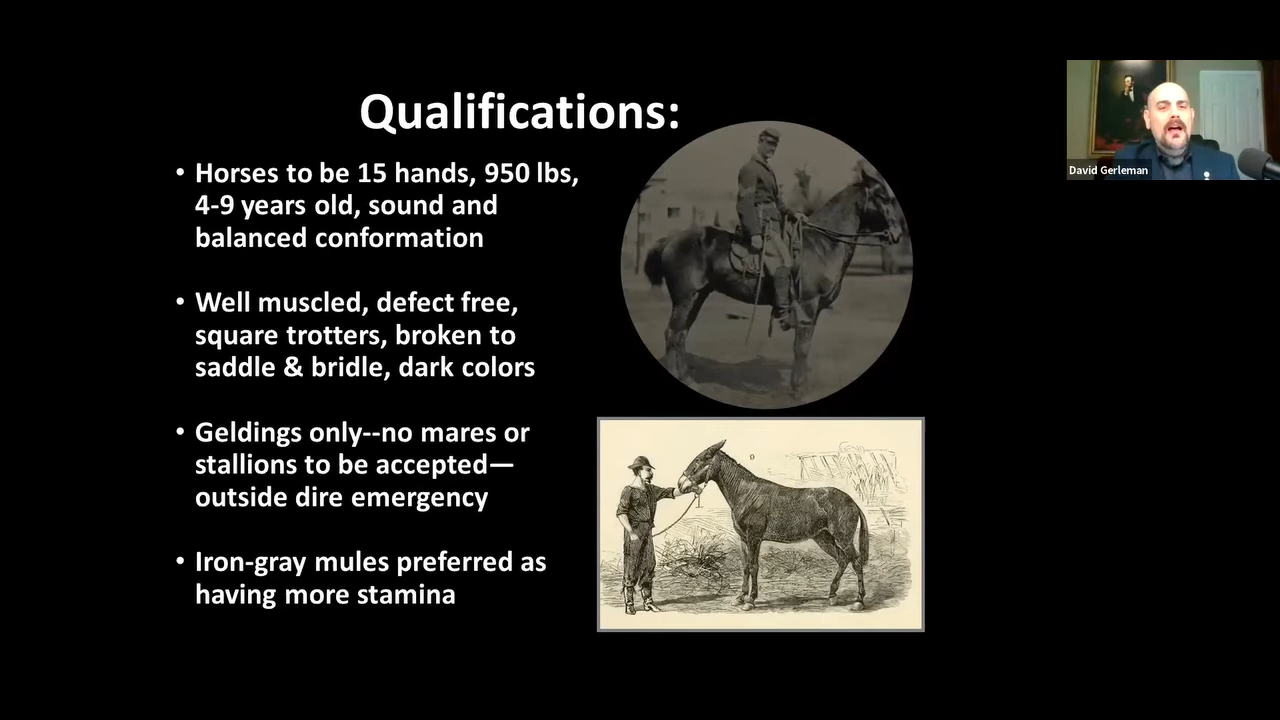 Qualifications:
• Horses to be 15 hands, 950 lbs,
4-9 years old, sound and
balanced conformation
• Well muscled, defect free,
square trotters, broken to
saddle & bridle, dark colors
• Geldings only--no mares or
stallions to be accepted—
outside dire emergency
• Iron-gray mules preferred as
having more stamina
David Gerleman